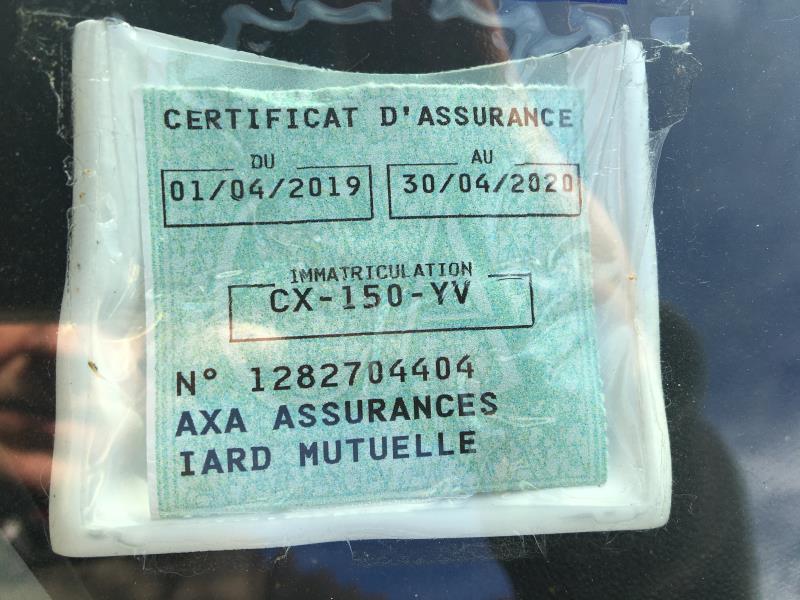 CERTIFICAT D'ASSURANCE
DU AU
01/04/2019 30/04/2020
IMMATRICULATION
CX-150-YV
N° 1282704404
AXA ASSURANCES
IARD MUTUELLE